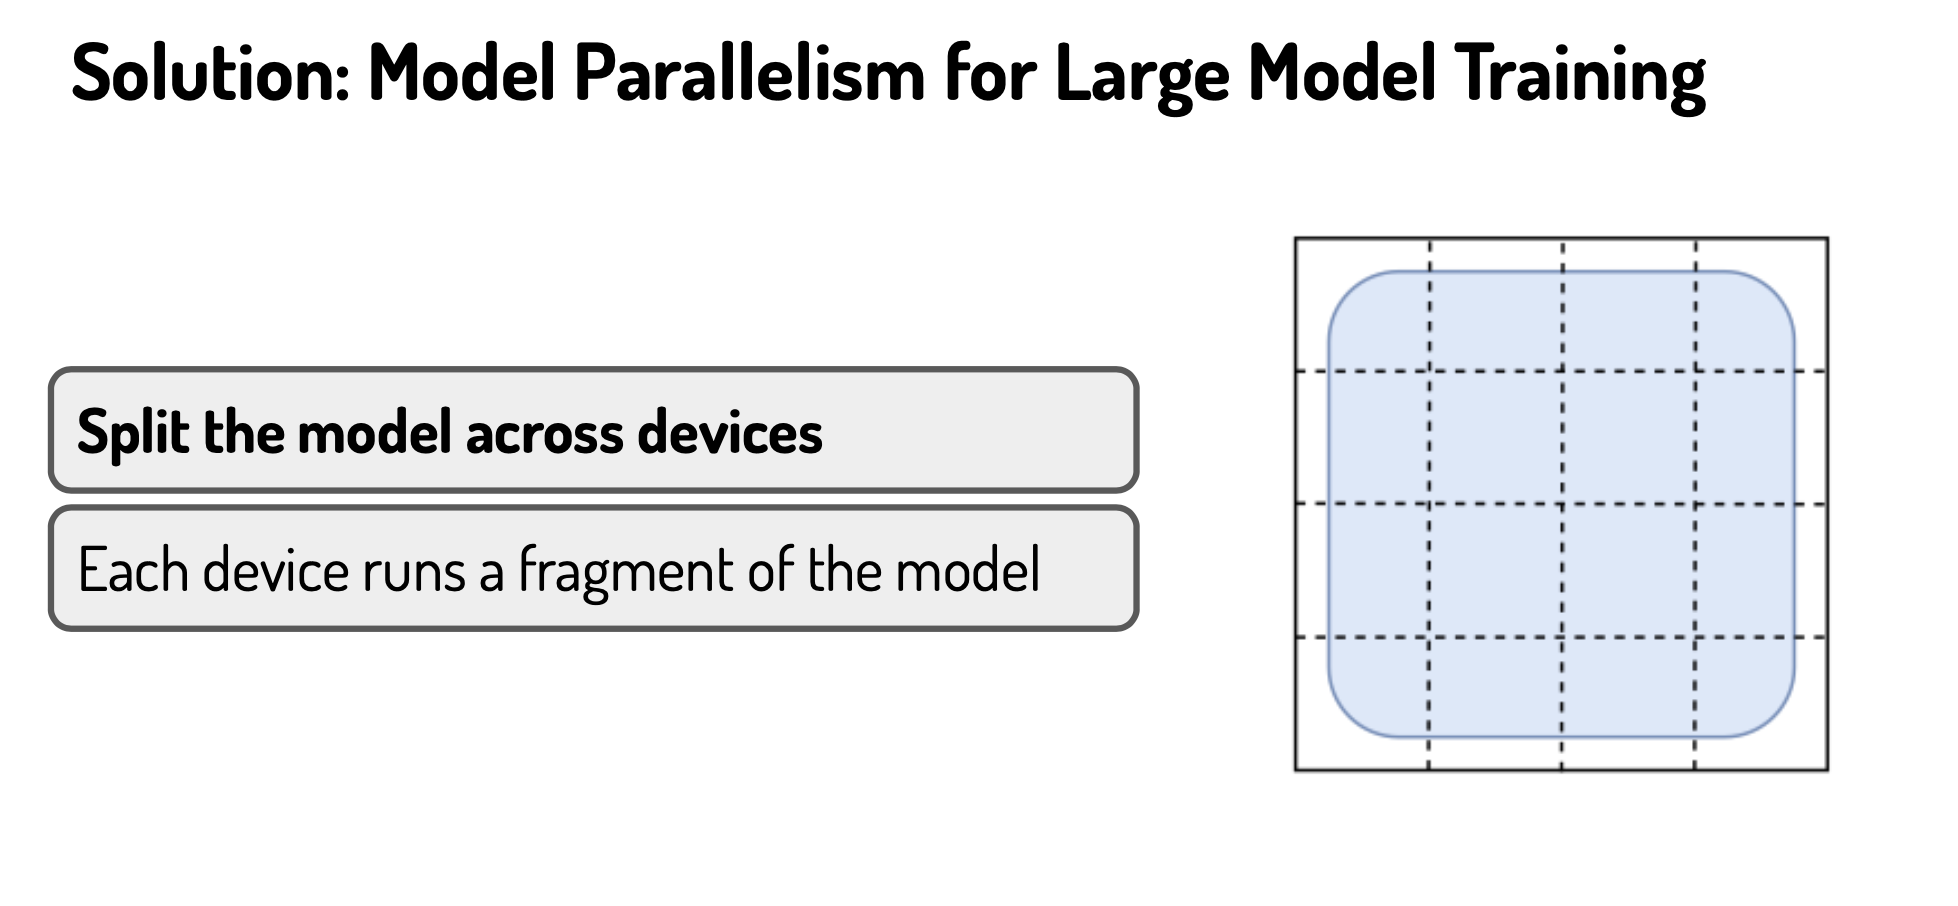 Solution: Model Parallelism for Large Model Training
Split the model across devices
Each device runs a fragment of the model